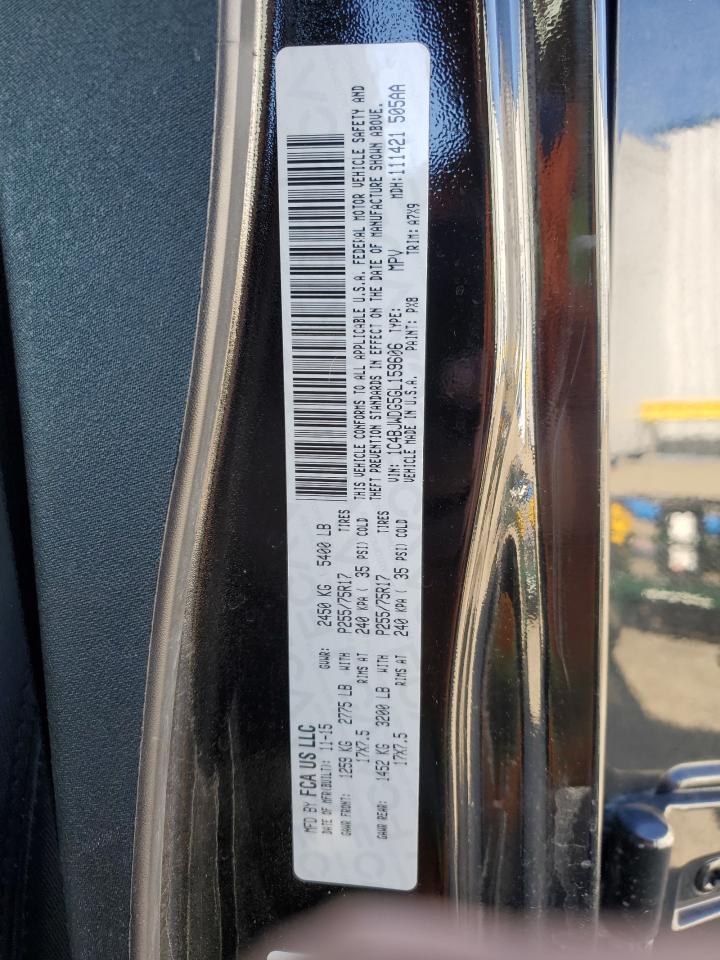 MFD BY FCA US LLC
DATE OF MFR(BUILT): 11-15 GVWR: 2450 KG 5400 LB
GAWR FRONT: 1259 KG 2775 LB WITH P255/75R17 TIRES
17X7.5 RIMS AT 240 KPA( 35 PSI) COLD
GAWR REAR: 1452 KG 3200 LB WITH P255/75R17 TIRES
17X7.5 RIMS AT 240 KPA( 35 PSI) COLD
THIS VEHICLE CONFORMS TO ALL APPLICABLE U.S.A. FEDERAL MOTOR VEHICLE SAFETY AND
THEFT PREVENTION STANDARDS IN EFFECT ON THE DATE OF MANUFACTURE SHOWN ABOVE.
VIN: 1C4BJWDG5GL159606 TYPE: MPV MDH:111421 505AA
VEHICLE MADE IN U.S.A. PAINT: PX8 TRIM: A7X9